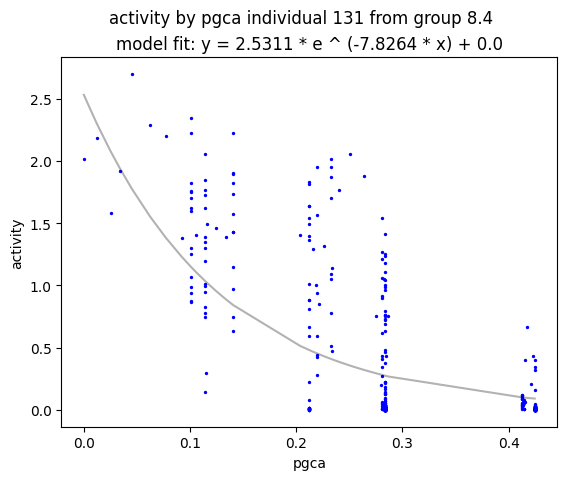 activity by pgca individual 131 from group 8.4
model fit: y = 2.5311 * e ^ (-7.8264 * x) + 0.0
2.5
2.0
1.5
1.0
0.5
0.0
activity
0.0 0.1 0.2 0.3 0.4
pgca